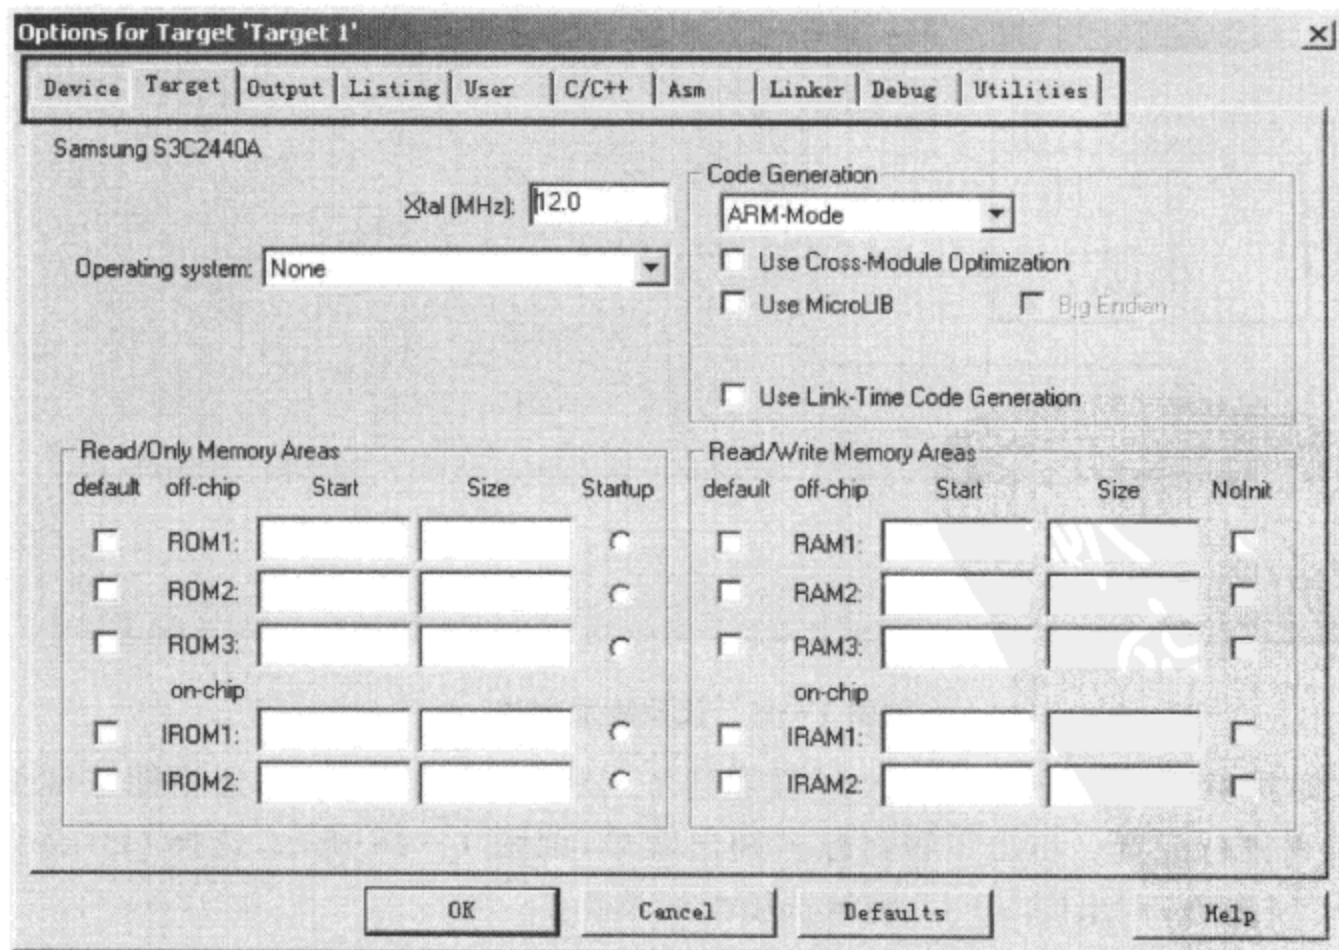 Options for Target 'Target 1'
Device Target Output Listing User C/C++ Asm Linker Debug Utilities
Samsung S3C2440A
Xtal (MHz): 12.0
Operating system: None
Code Generation
ARM-Mode
Use Cross-Module Optimization
Use MicroLIB Big Endian
Use Link-Time Code Generation
Read/Only Memory Areas
default off-chip Start Size Startup
ROM1:
ROM2:
ROM3:
on-chip
IROM1:
IROM2:
Read/Write Memory Areas
default off-chip Start Size NoInit
RAM1:
RAM2:
RAM3:
on-chip
IRAM1:
IRAM2:
OK Cancel Defaults Help